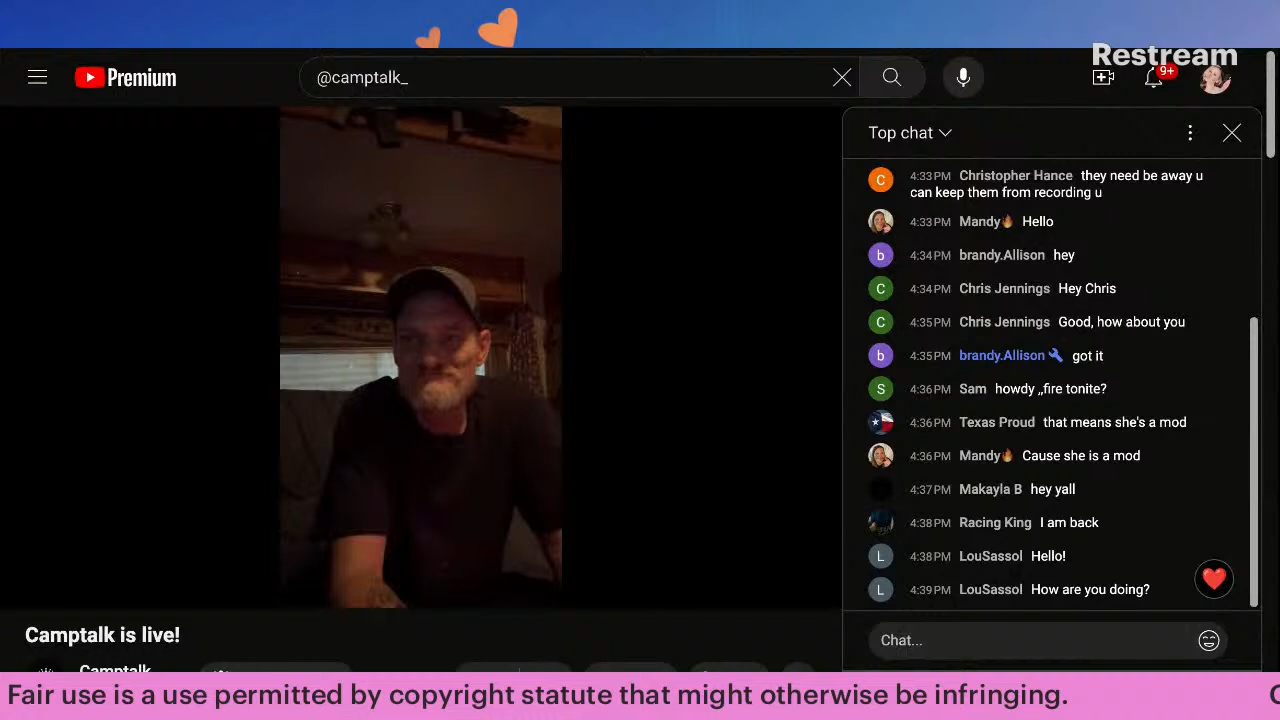 Restream
Premium
@camptalk_
9+
Top chat
C 4:33 PM Christopher Hance they need be away u
can keep them from recording u
4:33 PM Mandy🔥 Hello
b 4:34 PM brandy.Allison hey
C 4:34 PM Chris Jennings Hey Chris
C 4:35 PM Chris Jennings Good, how about you
b 4:35 PM brandy.Allison got it
S 4:36 PM Sam howdy ,,fire tonite?
4:36 PM Texas Proud that means she's a mod
4:36 PM Mandy🔥 Cause she is a mod
4:37 PM Makayla B hey yall
4:38 PM Racing King I am back
L 4:38 PM LouSassol Hello!
L 4:39 PM LouSassol How are you doing?
Camptalk is live!
Chat...
Camptalk
Fair use is a use permitted by copyright statute that might otherwise be infringing.